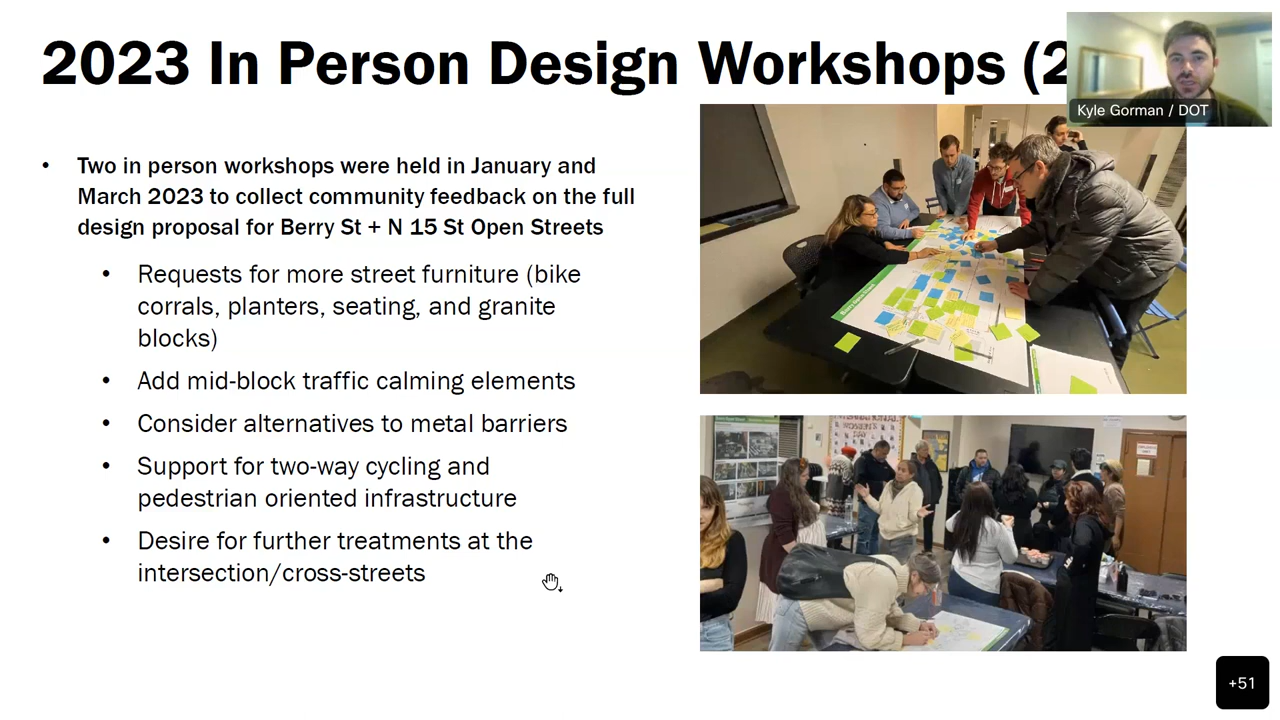 2023 In Person Design Workshops (2
Kyle Gorman / DOT
• Two in person workshops were held in January and
March 2023 to collect community feedback on the full
design proposal for Berry St + N 15 St Open Streets
• Requests for more street furniture (bike
corrals, planters, seating, and granite
blocks)
• Add mid-block traffic calming elements
• Consider alternatives to metal barriers
• Support for two-way cycling and
pedestrian oriented infrastructure
• Desire for further treatments at the
intersection/cross-streets
INTERNATIONAL
WOMEN'S
DAY
+51